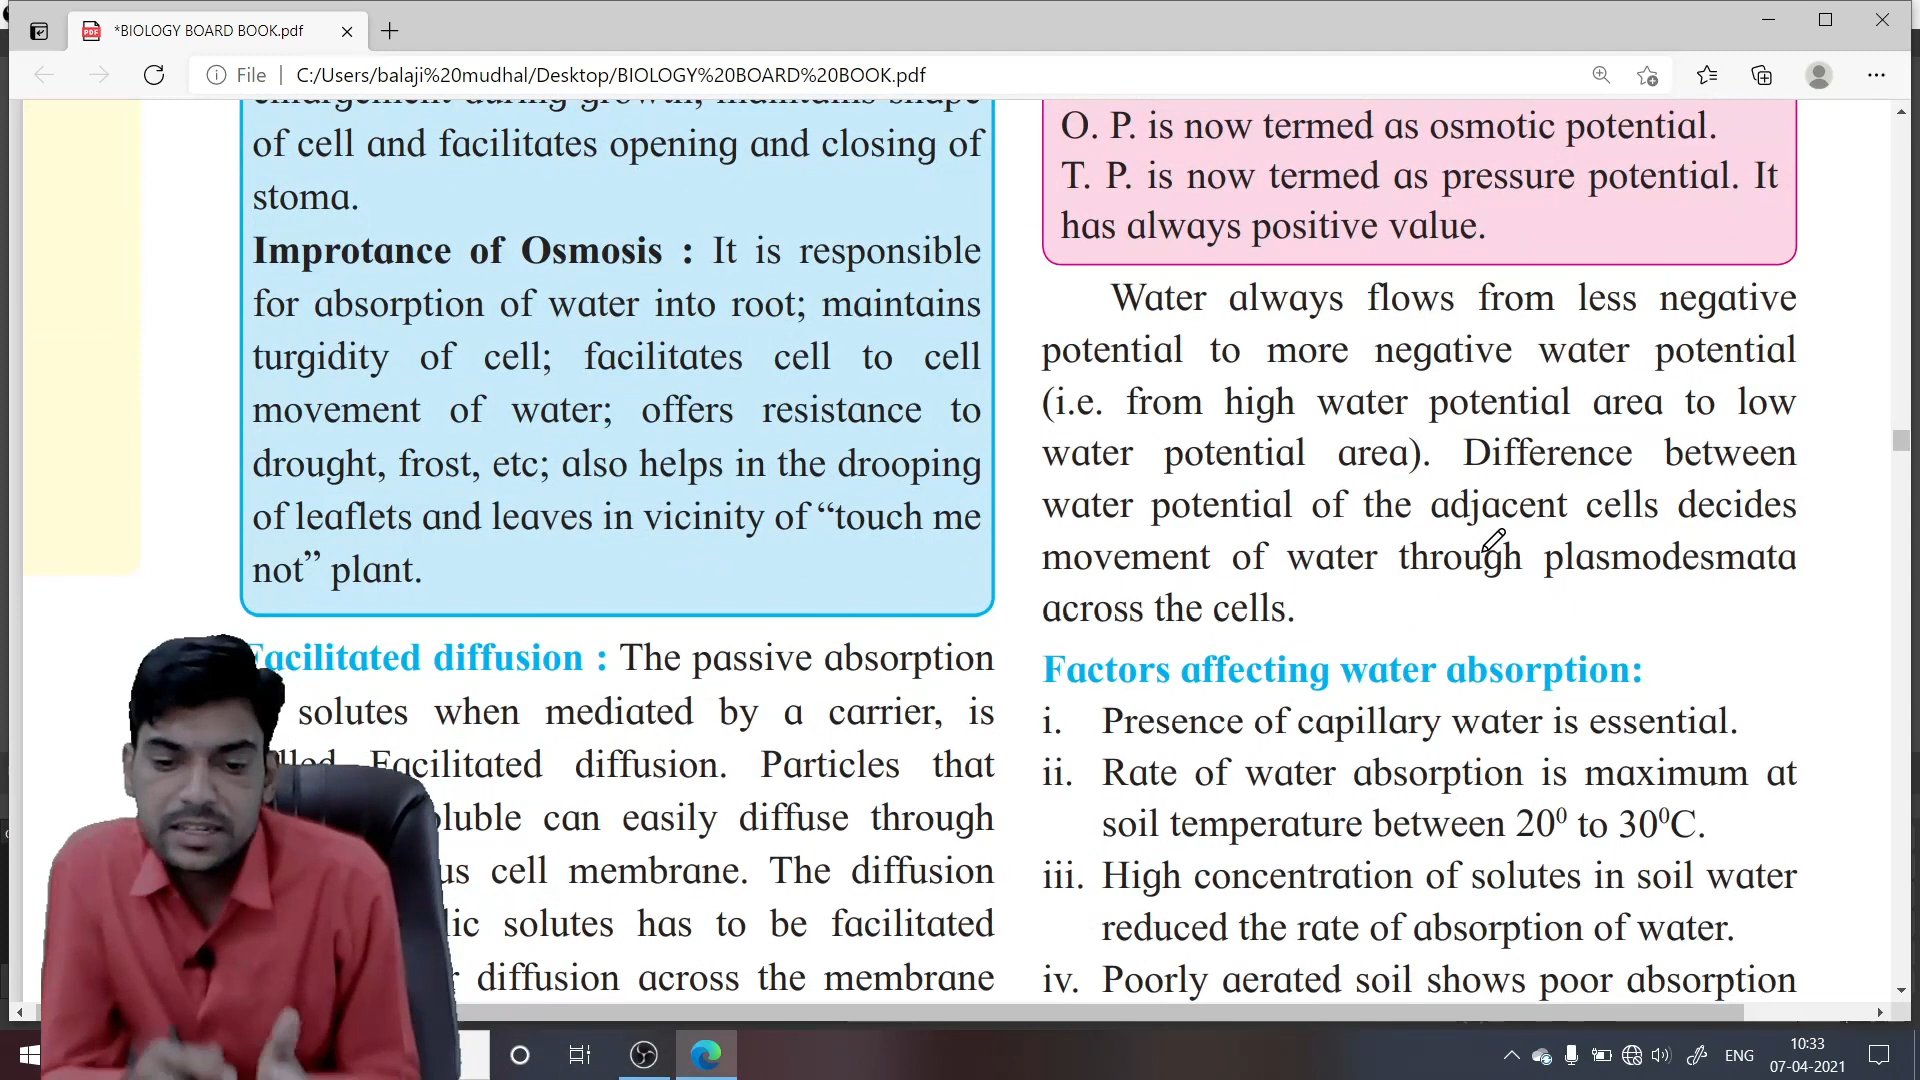 *BIOLOGY BOARD BOOK.pdf
File
C:/Users/balaji%20mudhal/Desktop/BIOLOGY%20BOARD%20BOOK.pdf
enlargement during growth, maintains shape
of cell and facilitates opening and closing of
stoma.
Improtance of Osmosis : It is responsible
for absorption of water into root; maintains
turgidity of cell; facilitates cell to cell
movement of water; offers resistance to
drought, frost, etc; also helps in the drooping
of leaflets and leaves in vicinity of “touch me
not” plant.
Facilitated diffusion : The passive absorption
solutes when mediated by a carrier, is
Facilitated diffusion. Particles that
can easily diffuse through
cell membrane. The diffusion
solutes has to be facilitated
diffusion across the membrane
O. P. is now termed as osmotic potential.
T. P. is now termed as pressure potential. It
has always positive value.
Water always flows from less negative
potential to more negative water potential
(i.e. from high water potential area to low
water potential area). Difference between
water potential of the adjacent cells decides
movement of water through plasmodesmata
across the cells.
Factors affecting water absorption:
i. Presence of capillary water is essential.
ii. Rate of water absorption is maximum at
soil temperature between 20⁰ to 30⁰C.
iii. High concentration of solutes in soil water
reduced the rate of absorption of water.
iv. Poorly aerated soil shows poor absorption
ENG
10:33
07-04-2021